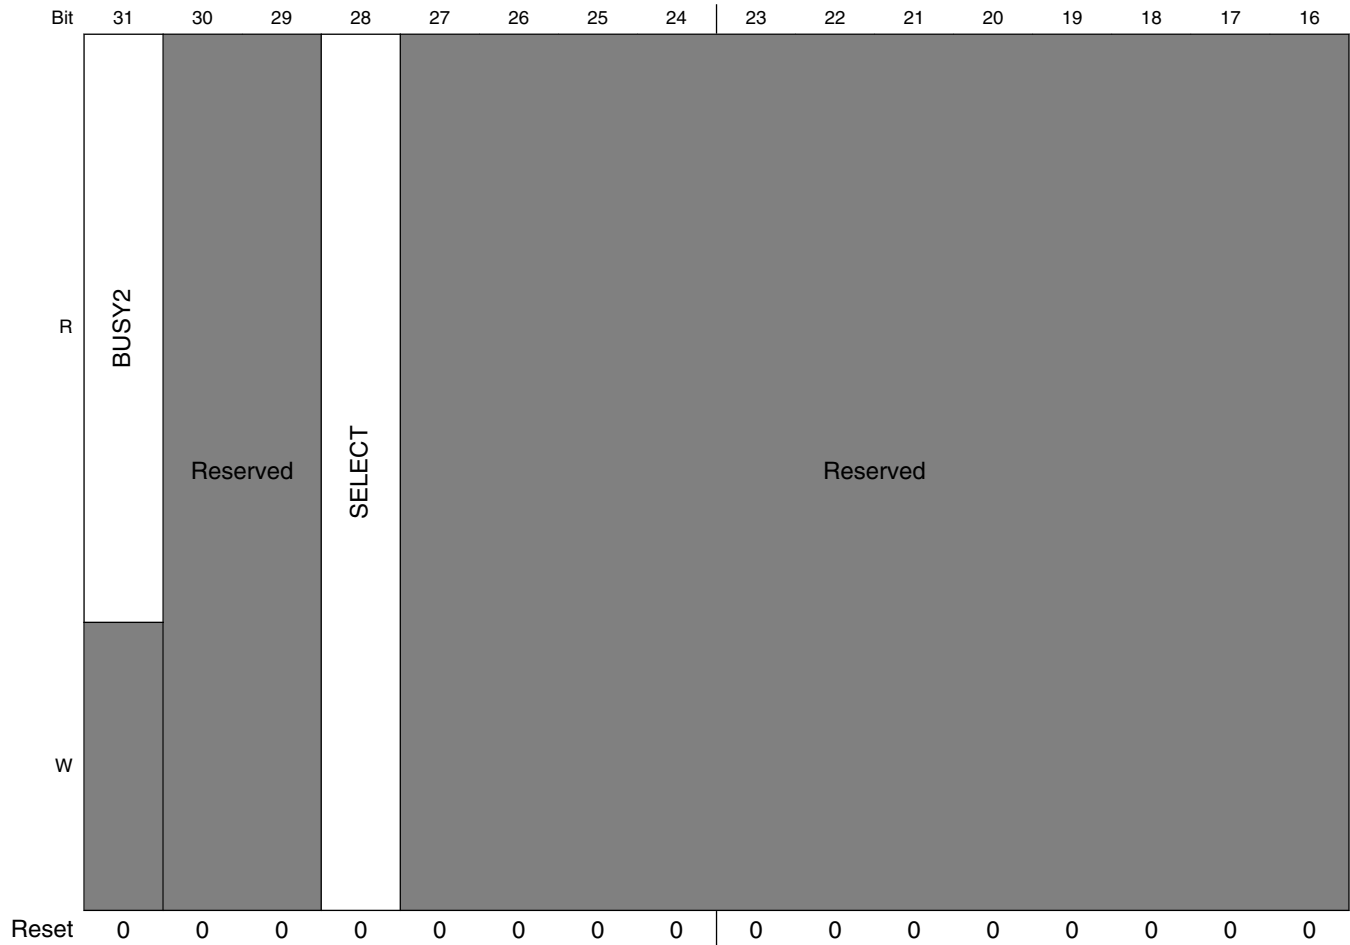 Bit 31 30 29 28 27 26 25 24 23 22 21 20 19 18 17 16
R
BUSY2
Reserved
SELECT
Reserved
W
Reset 0 0 0 0 0 0 0 0 0 0 0 0 0 0 0 0